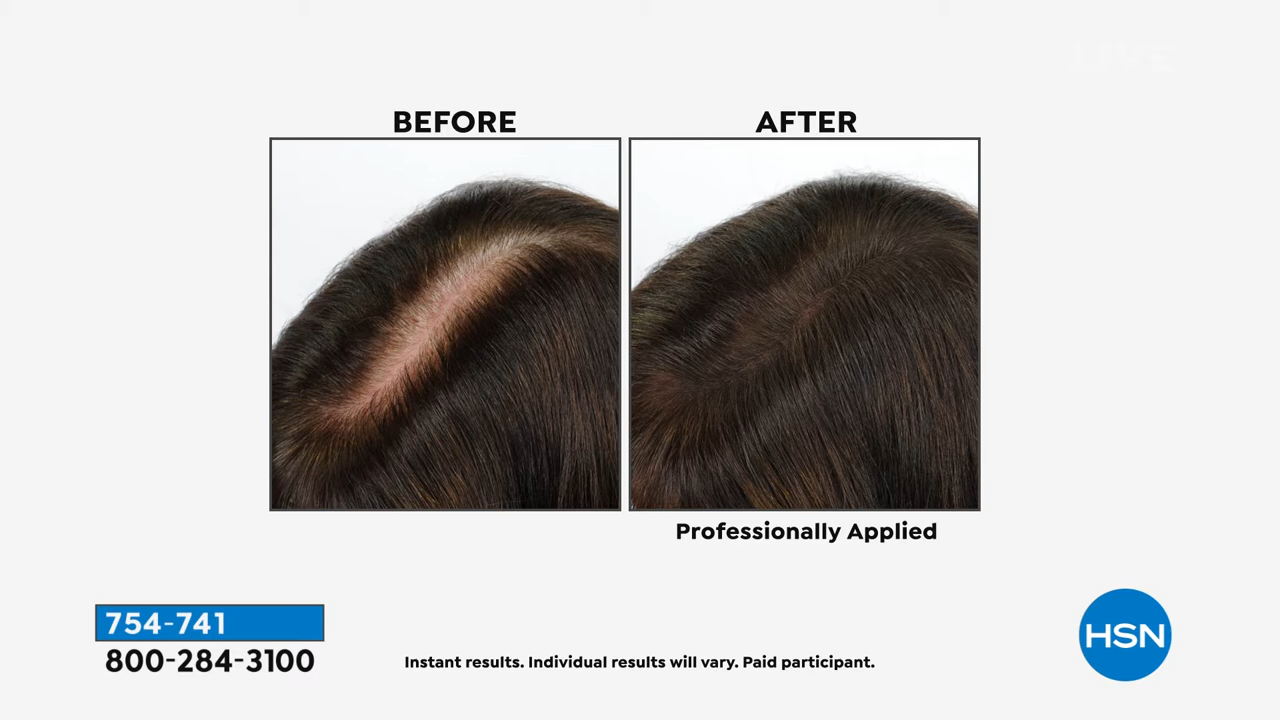 BEFORE
AFTER
Professionally Applied
754-741
800-284-3100
Instant results. Individual results will vary. Paid participant.
HSN